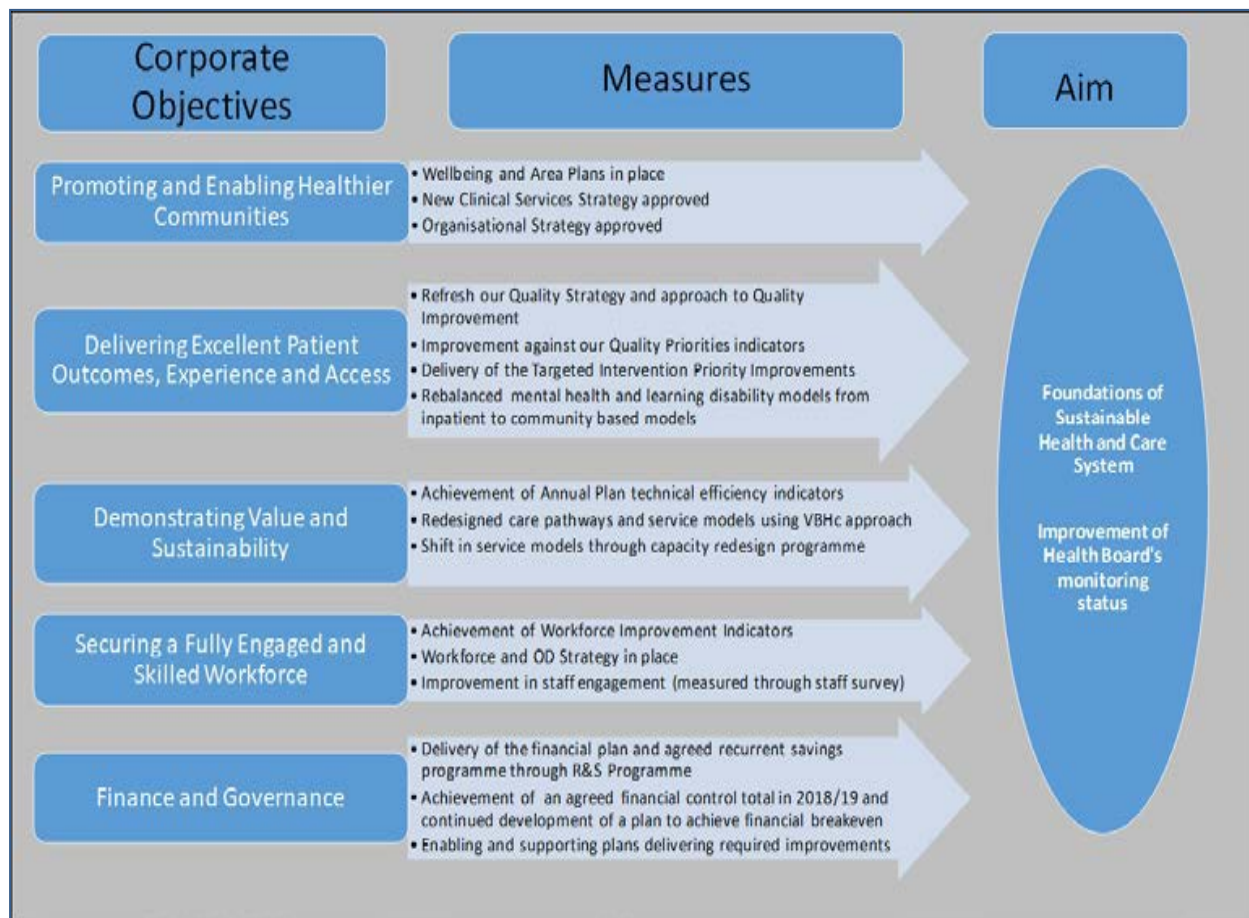 Corporate
Objectives
Measures
Aim
Promoting and Enabling Healthier
Communities
• Wellbeing and Area Plans in place
• New Clinical Services Strategy approved
• Organisational Strategy approved
Delivering Excellent Patient
Outcomes, Experience and Access
• Refresh our Quality Strategy and approach to Quality
Improvement
• Improvement against our Quality Priorities indicators
• Delivery of the Targeted Intervention Priority Improvements
• Rebalanced mental health and learning disability models from
inpatient to community based models
Demonstrating Value and
Sustainability
• Achievement of Annual Plan technical efficiency indicators
• Redesigned care pathways and service models using VBHc approach
• Shift in service models through capacity redesign programme
Securing a Fully Engaged and
Skilled Workforce
• Achievement of Workforce Improvement Indicators
• Workforce and OD Strategy in place
• Improvement in staff engagement (measured through staff survey)
Finance and Governance
• Delivery of the financial plan and agreed recurrent savings
programme through R&S Programme
• Achievement of an agreed financial control total in 2018/19 and
continued development of a plan to achieve financial breakeven
• Enabling and supporting plans delivering required improvements
Foundations of
Sustainable
Health and Care
System
Improvement of
Health Board's
monitoring
status